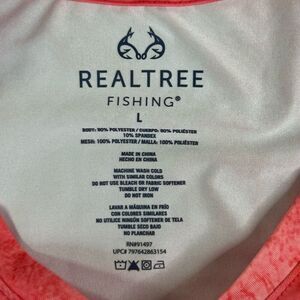 REALTREE
FISHING®
L
BODY: 90% POLYESTER / CUERPO: 90% POLIÉSTER
10% SPANDEX
MESH: 100% POLYESTER / MALLA: 100% POLIÉSTER
MADE IN CHINA
HECHO EN CHINA
MACHINE WASH COLD
WITH SIMILAR COLORS
DO NOT USE BLEACH OR FABRIC SOFTENER
TUMBLE DRY LOW
DO NOT IRON
LAVAR A MÁQUINA EN FRÍO
CON COLORES SIMILARES
NO UTILICE NINGÚN SOFTENER DE TELA
TUMBLE SECO BAJO
NO PLANCHAR
RN#91497
UPC# 797642863154